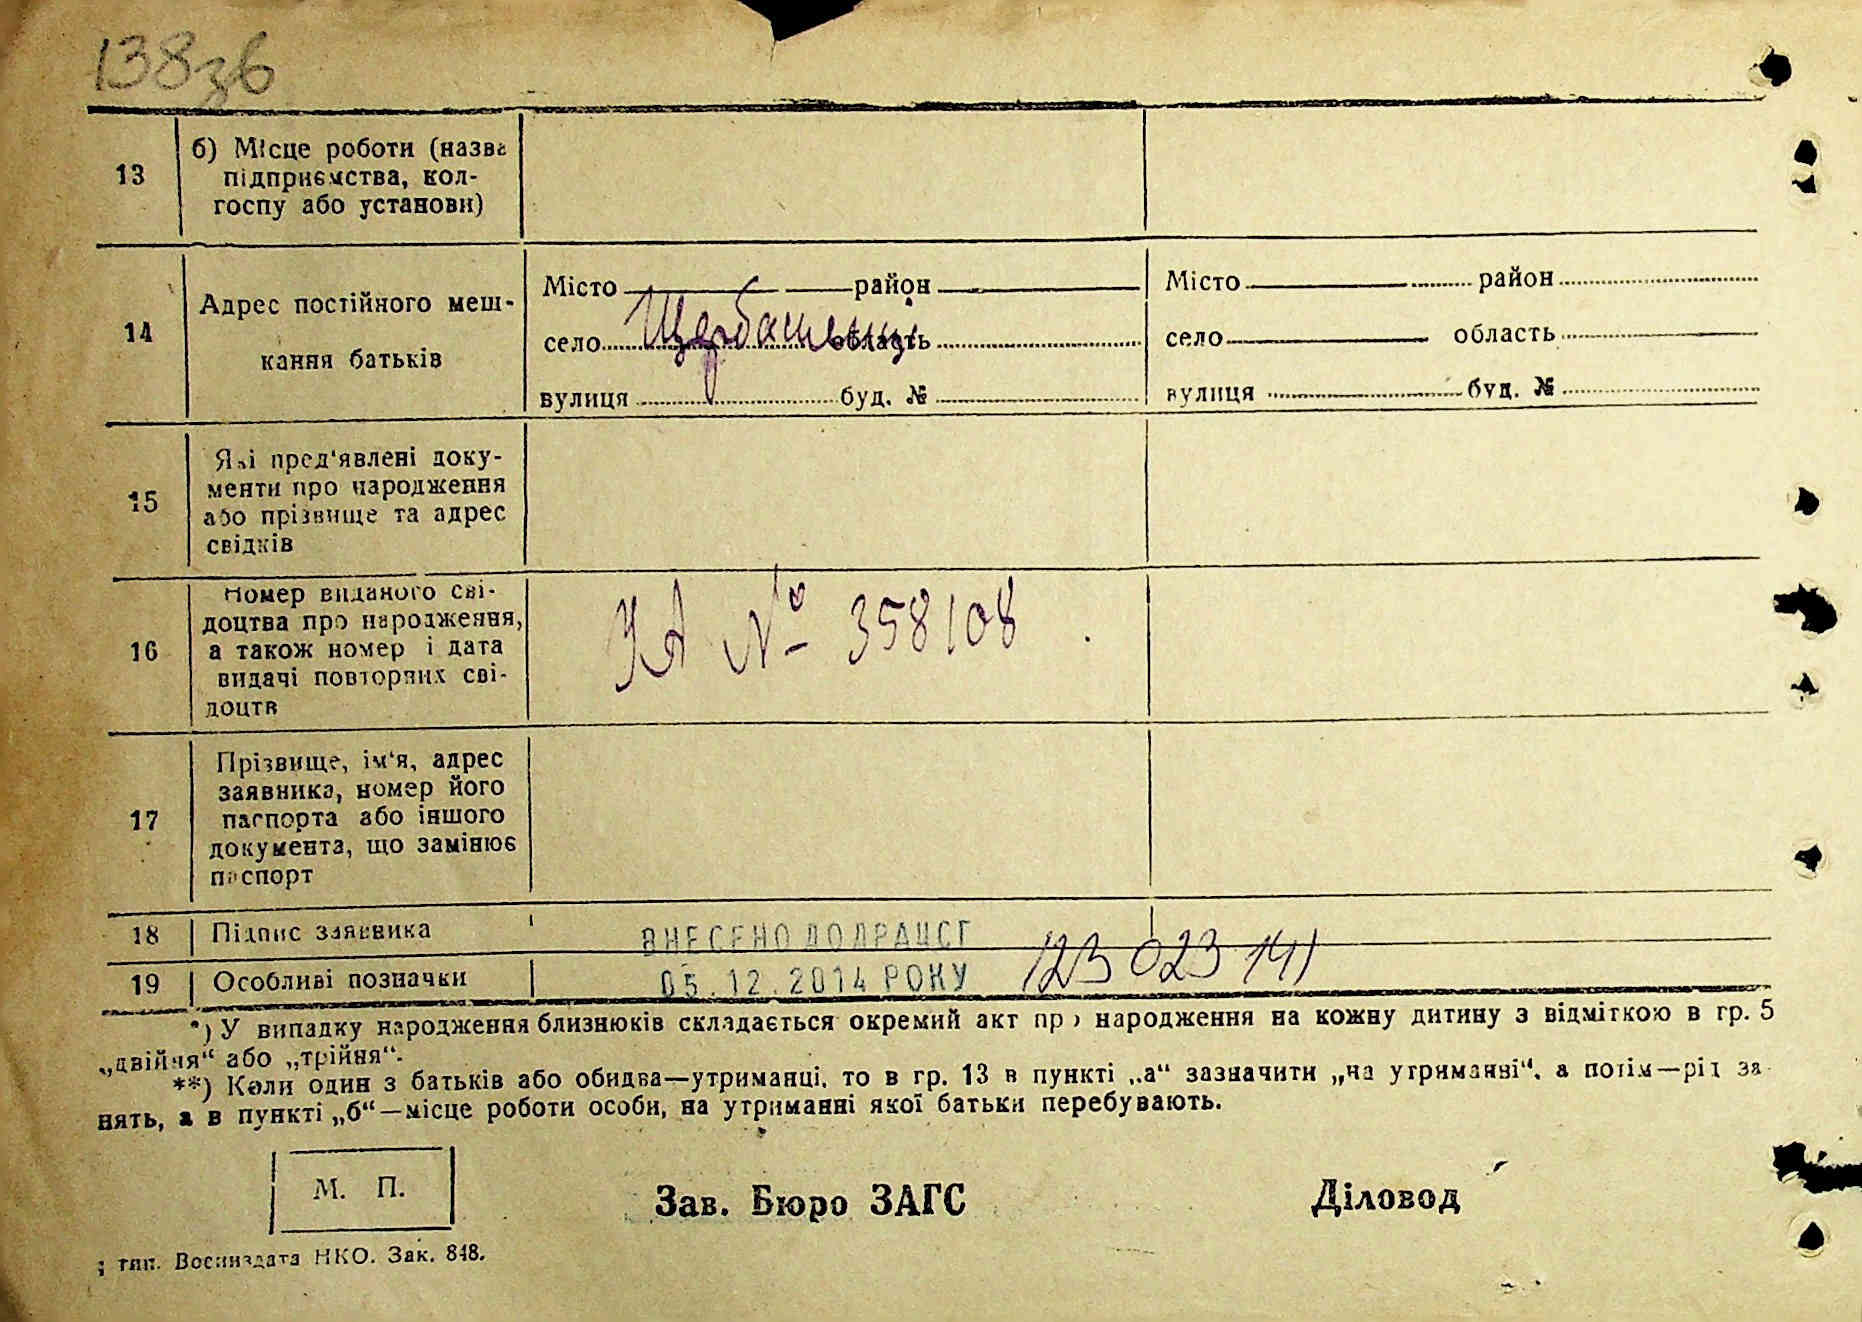 138зв
13
б) Місце роботи (назва
підприємства, кол-
госпу або установи)
14
Адрес постійного меш-
кання батьків
Місто район
село Щербашенці область
вулиця буд. №
Місто район
село область
вулиця буд. №
15
Які пред'явлені доку-
менти про народження
або прізвище та адрес
свідків
16
Номер виданого сві-
доцтва про народження,
а також номер і дата
видачі повторних сві-
доцтв
УА № 358108
17
Прізвище, ім'я, адрес
заявника, номер його
паспорта або іншого
документа, що замінює
паспорт
18
Підпис заявника
ВНЕСЕНО ДО ДРАЦСГ
19
Особливі позначки
05.12.2014 РОКУ
*) У випадку народження близнюків складається окремий акт про народження на кожну дитину з відміткою в гр. 5
„двійня“ або „трійня“.
**) Коли один з батьків або обидва—утриманці, то в гр. 13 в пункті „а“ зазначити „на утриманні“, а потім—рід за-
нять, а в пункті „б“—місце роботи особи, на утриманні якої батьки перебувають.
М. П.
Зав. Бюро ЗАГС
Діловод
тип. Воениздата НКО. Зак. 848.